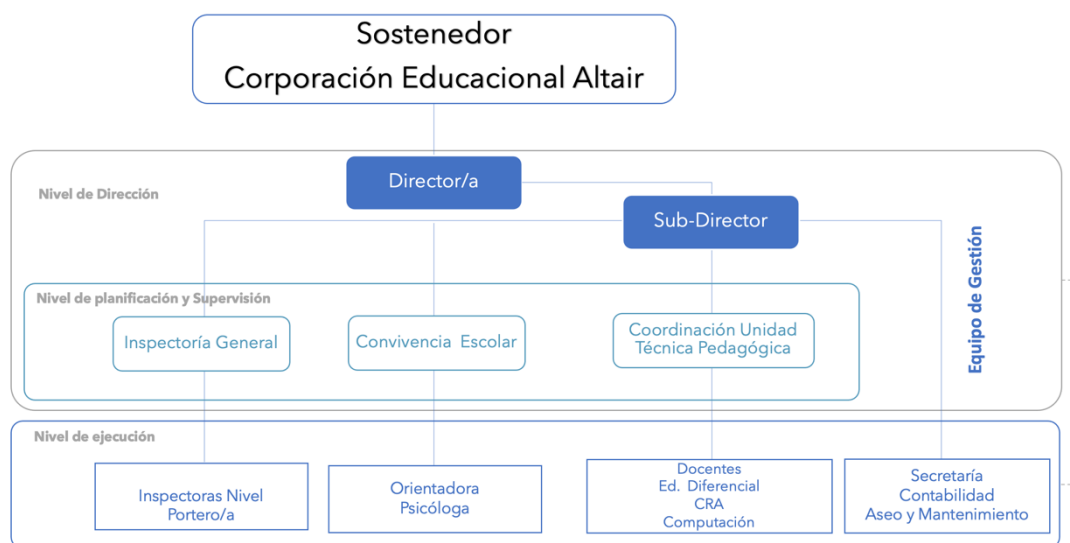 Sostenedor
Corporación Educacional Altair
Director/a
Nivel de Dirección
Sub-Director
Equipo de Gestión
Nivel de planificación y Supervisión
Inspectoría General
Convivencia Escolar
Coordinación Unidad
Técnica Pedagógica
Nivel de ejecución
Inspectoras Nivel
Portero/a
Orientadora
Psicóloga
Docentes
Ed. Diferencial
CRA
Computación
Secretaría
Contabilidad
Aseo y Mantenimiento